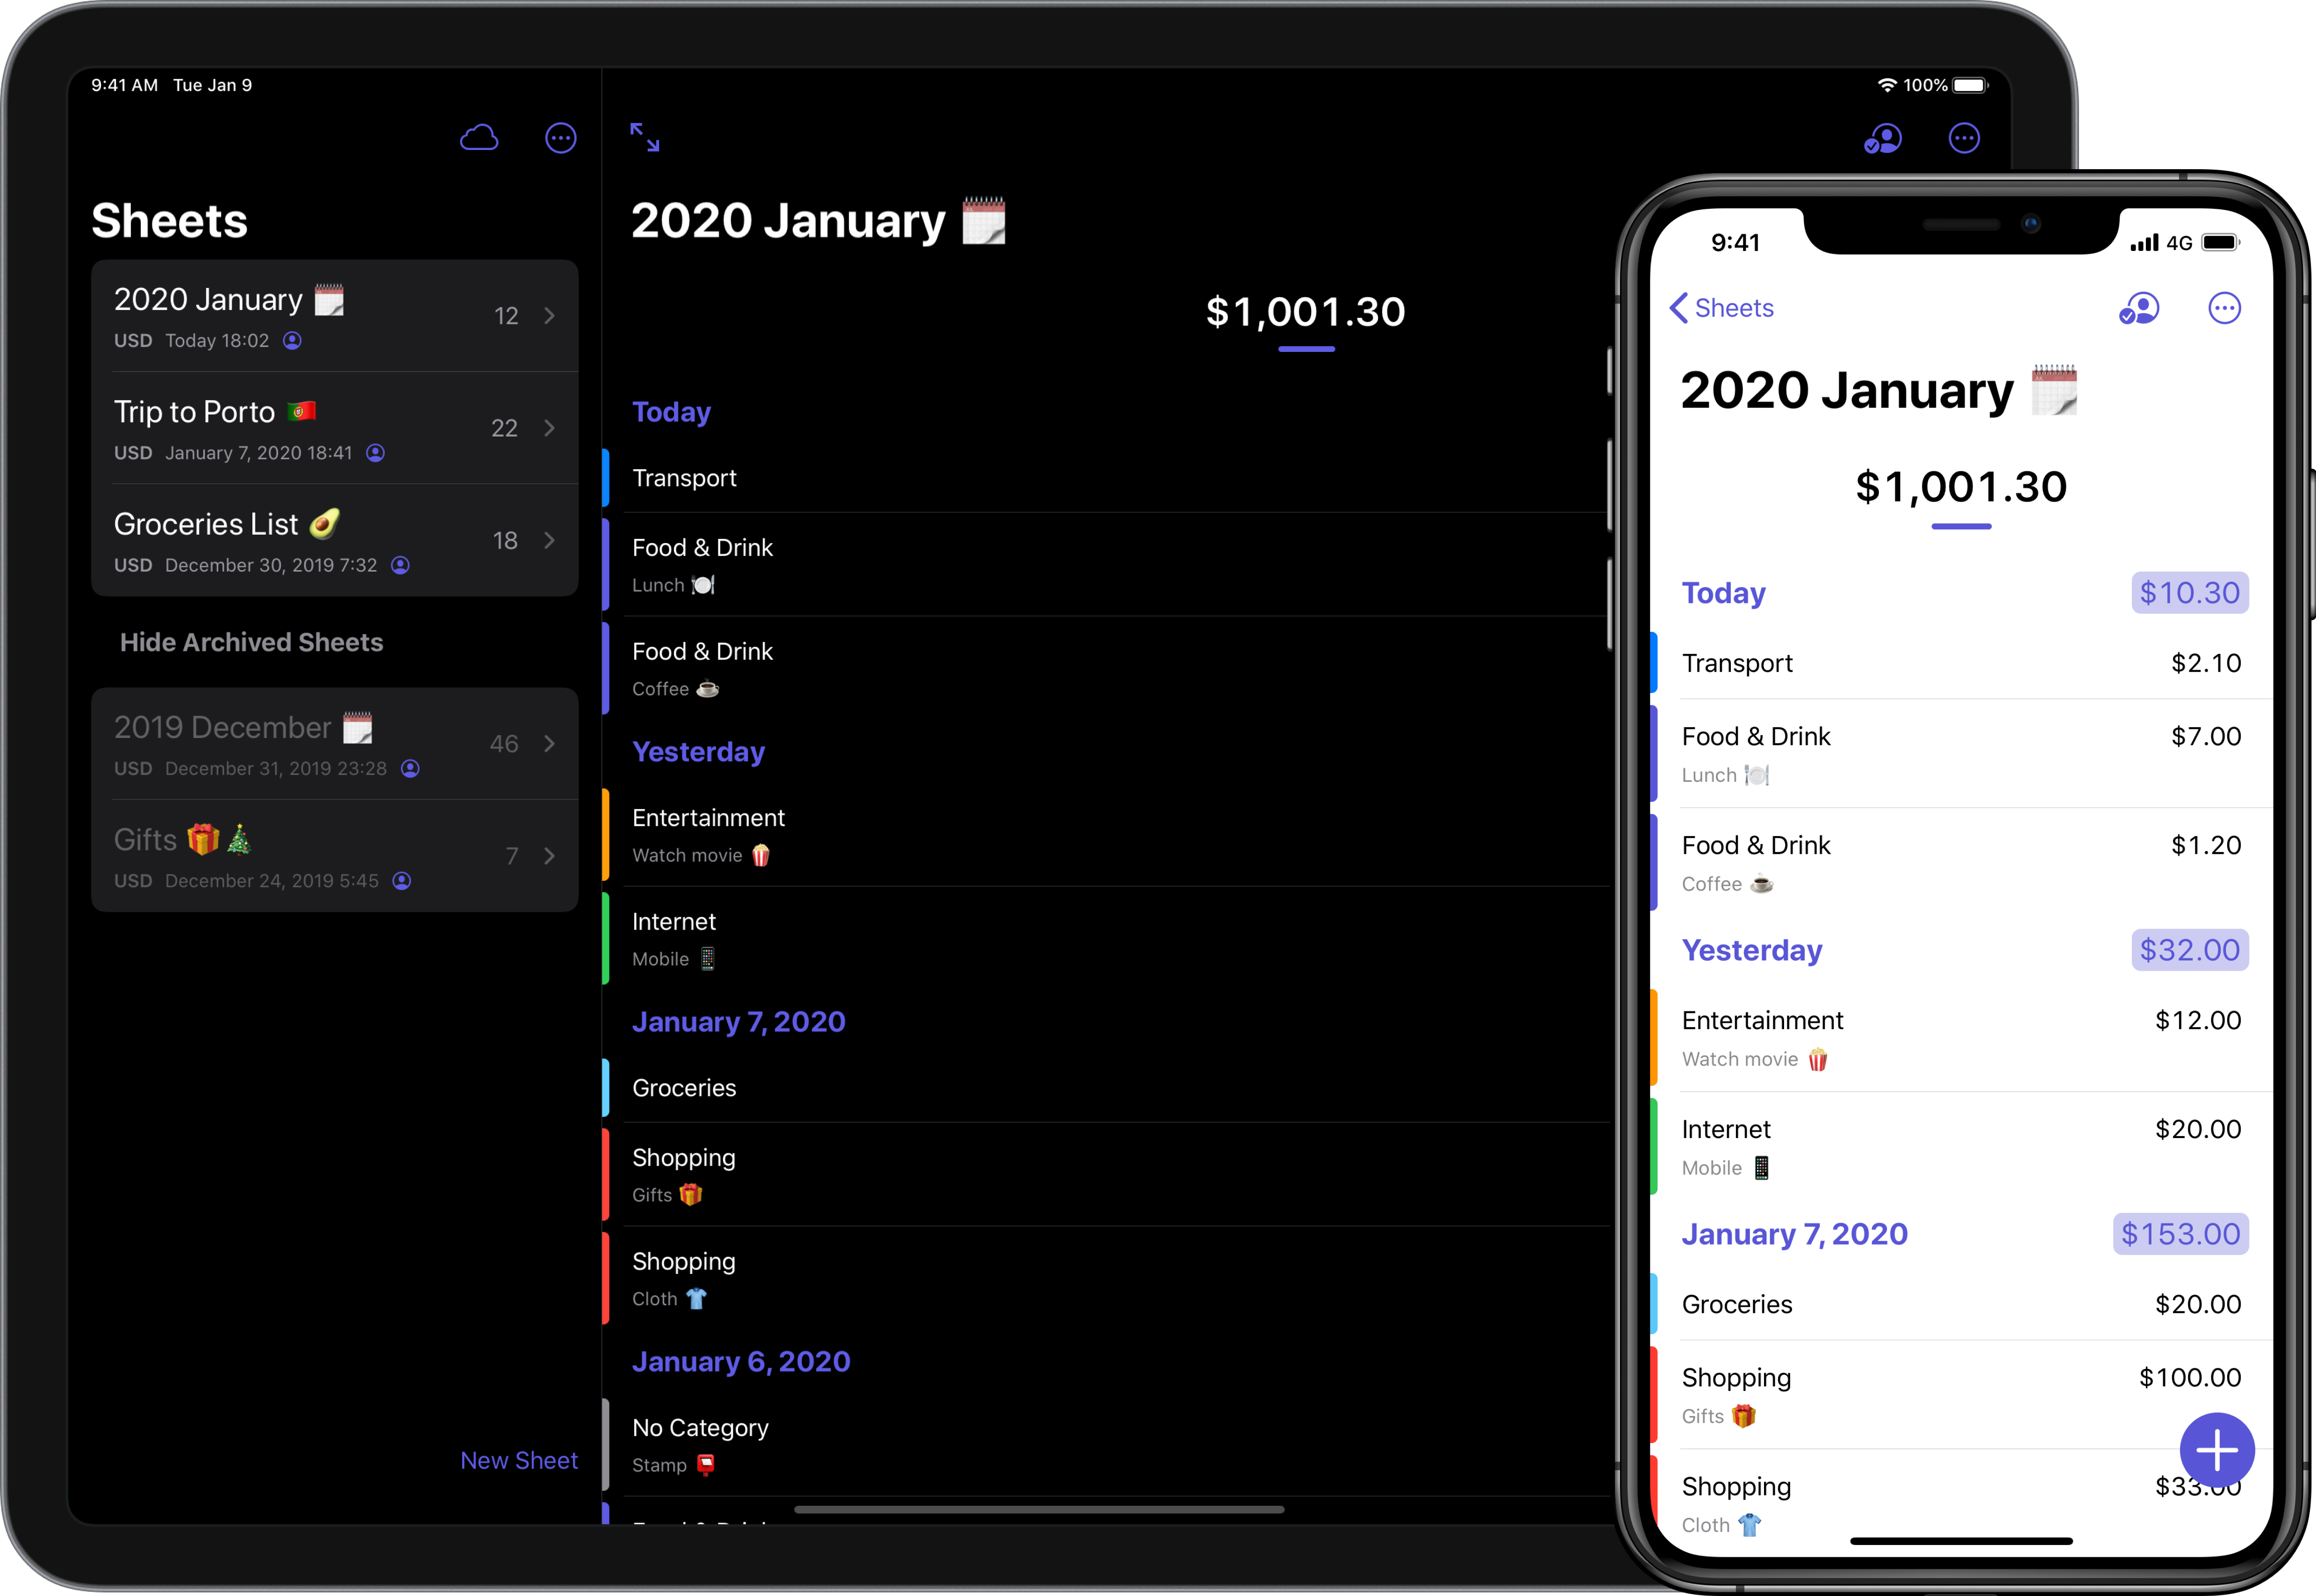 9:41 AM Tue Jan 9
100%
Sheets
2020 January
12
USD Today 18:02
Trip to Porto
22
USD January 7, 2020 18:41
Groceries List
18
USD December 30, 2019 7:32
Hide Archived Sheets
2019 December
46
USD December 31, 2019 23:28
Gifts
7
USD December 24, 2019 5:45
New Sheet
2020 January
$1,001.30
Today
Transport
Food & Drink
Lunch
Food & Drink
Coffee
Yesterday
Entertainment
Watch movie
Internet
Mobile
January 7, 2020
Groceries
Shopping
Gifts
Shopping
Cloth
January 6, 2020
No Category
Stamp
9:41
4G
Sheets
2020 January
$1,001.30
Today $10.30
Transport $2.10
Food & Drink $7.00
Lunch
Food & Drink $1.20
Coffee
Yesterday $32.00
Entertainment $12.00
Watch movie
Internet $20.00
Mobile
January 7, 2020 $153.00
Groceries $20.00
Shopping $100.00
Gifts
Shopping $33.00
Cloth